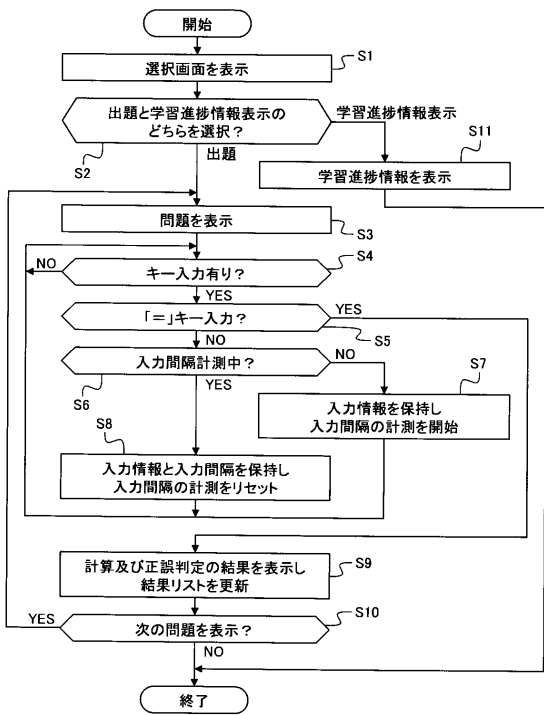 開始
選択画面を表示
S1
出題と学習進捗情報表示の
どちらを選択？
S2
学習進捗情報表示
出題
学習進捗情報を表示
S11
問題を表示
S3
キー入力有り？
S4
NO
YES
「＝」キー入力？
S5
YES
NO
入力間隔計測中？
S6
NO
YES
入力情報を保持し
入力間隔の計測を開始
S7
S8
入力情報と入力間隔を保持し
入力間隔の計測をリセット
計算及び正誤判定の結果を表示し
結果リストを更新
S9
次の問題を表示？
S10
YES
NO
終了